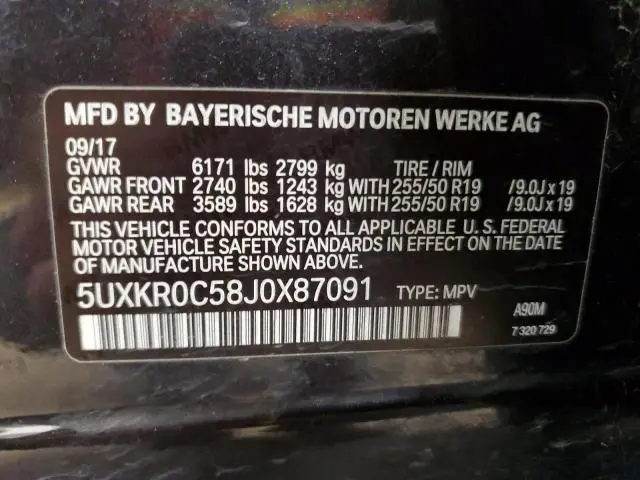 MFD BY BAYERISCHE MOTOREN WERKE AG
09/17
GVWR 6171 lbs 2799 kg TIRE / RIM
GAWR FRONT 2740 lbs 1243 kg WITH 255/50 R19 /9.0J x 19
GAWR REAR 3589 lbs 1628 kg WITH 255/50 R19 /9.0J x 19
THIS VEHICLE CONFORMS TO ALL APPLICABLE U. S. FEDERAL
MOTOR VEHICLE SAFETY STANDARDS IN EFFECT ON THE DATE
OF MANUFACTURE SHOWN ABOVE.
5UXKR0C58J0X87091 TYPE: MPV
A90M
7 320 729